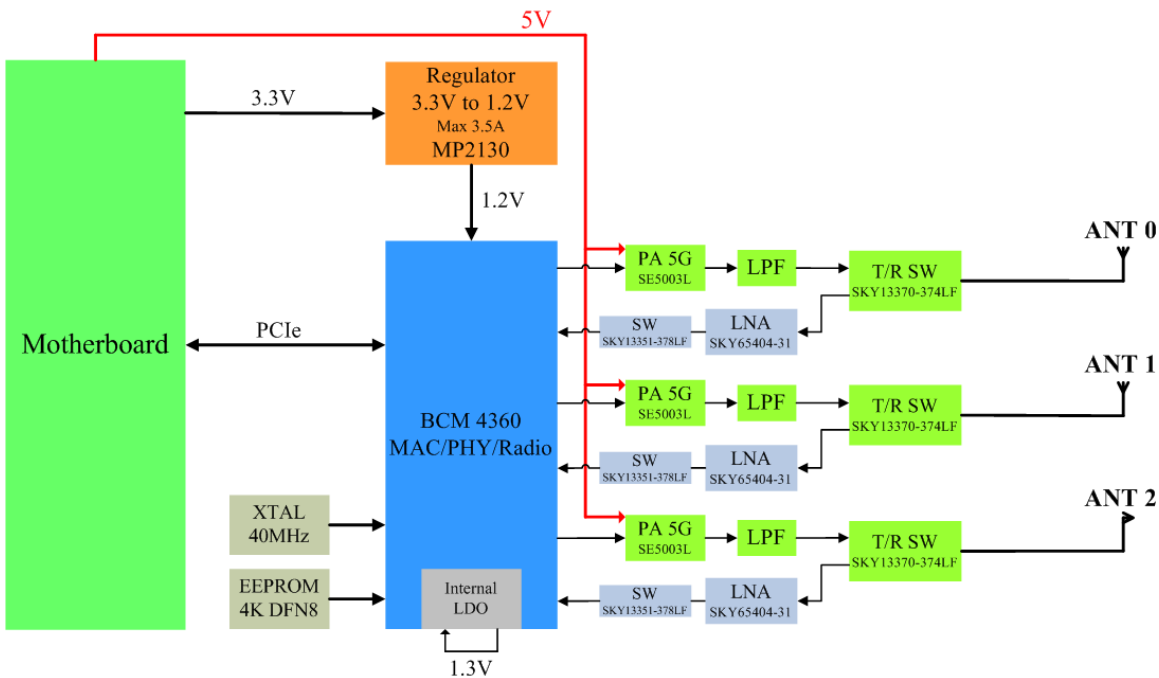 5V
Regulator
3.3V to 1.2V
Max 3.5A
MP2130
3.3V
1.2V
ANT 0
PA 5G
SE5003L
LPF
T/R SW
SKY13370-374LF
SW
SKY13351-378LF
LNA
SKY65404-31
Motherboard
PCIe
ANT 1
PA 5G
SE5003L
LPF
T/R SW
SKY13370-374LF
BCM 4360
MAC/PHY/Radio
SW
SKY13351-378LF
LNA
SKY65404-31
ANT 2
XTAL
40MHz
PA 5G
SE5003L
LPF
T/R SW
SKY13370-374LF
EEPROM
4K DFN8
Internal
LDO
SW
SKY13351-378LF
LNA
SKY65404-31
1.3V